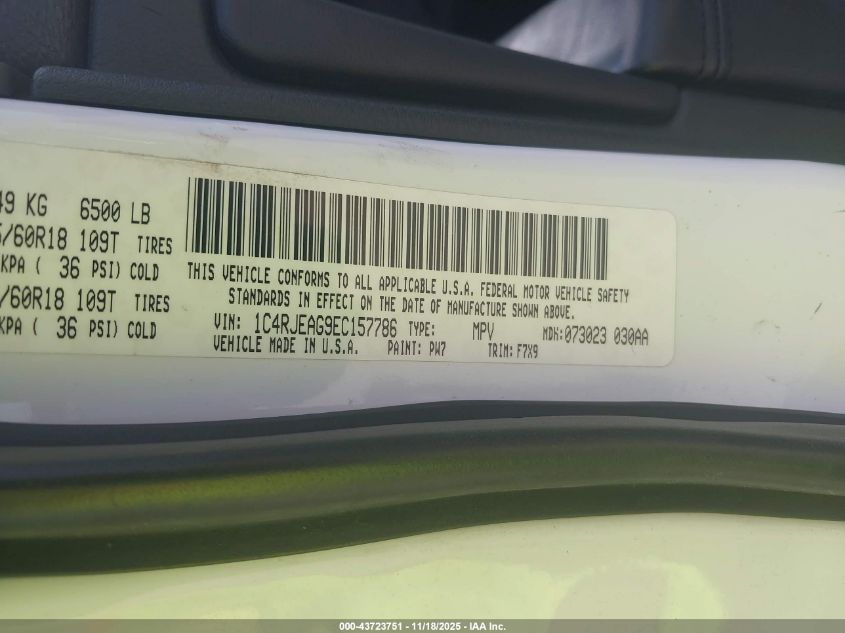 49 KG 6500 LB
/60R18 109T TIRES
KPA ( 36 PSI) COLD
/60R18 109T TIRES
KPA ( 36 PSI) COLD
THIS VEHICLE CONFORMS TO ALL APPLICABLE U.S.A. FEDERAL MOTOR VEHICLE SAFETY
STANDARDS IN EFFECT ON THE DATE OF MANUFACTURE SHOWN ABOVE.
VIN: 1C4RJEAG9EC157786 TYPE: MPV MDH:073023 030AA
VEHICLE MADE IN U.S.A. PAINT: PW7 TRIM: F7X9
000-43723751 - 11/18/2025 - IAA Inc.